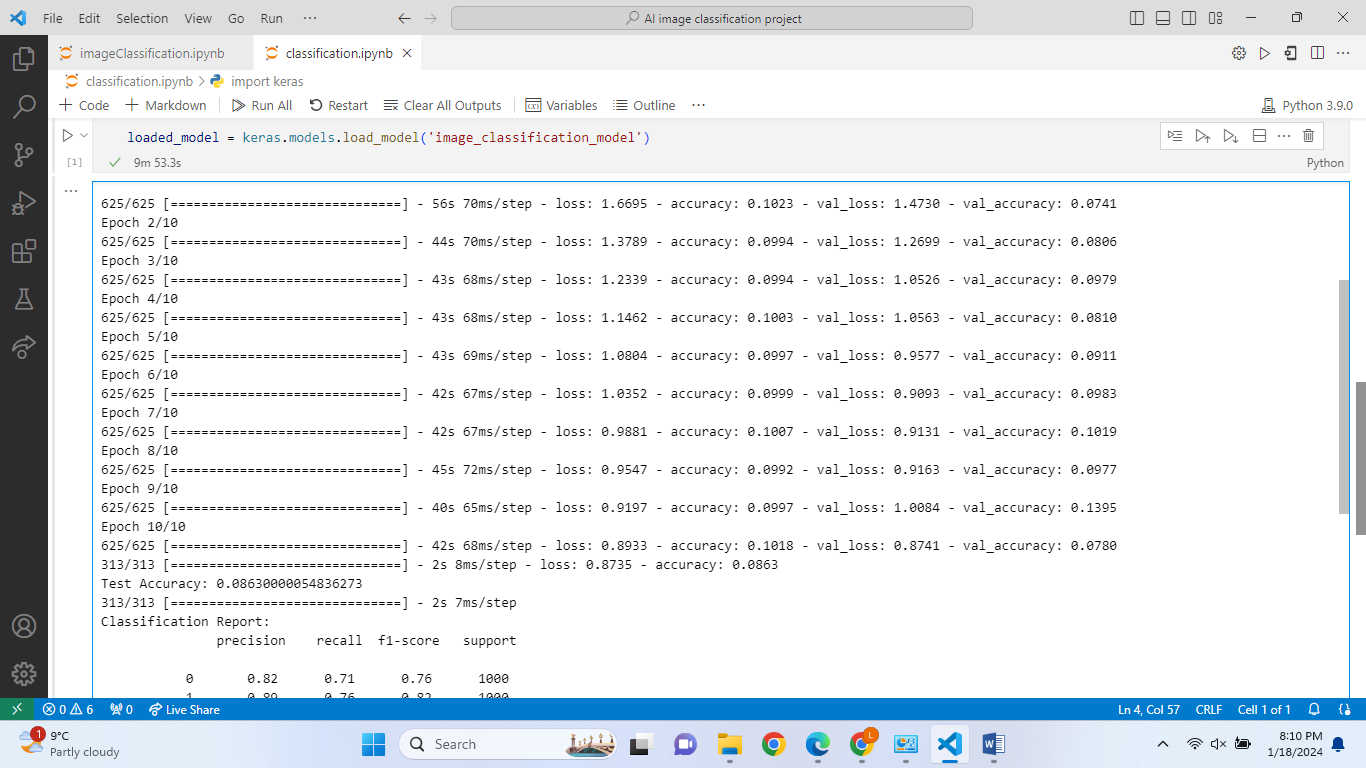 File Edit Selection View Go Run ··· AI image classification project
imageClassification.ipynb classification.ipynb
classification.ipynb > import keras
+ Code + Markdown Run All Restart Clear All Outputs Variables Outline ··· Python 3.9.0
loaded_model = keras.models.load_model('image_classification_model')
[1] 9m 53.3s Python
625/625 [==============================] - 56s 70ms/step - loss: 1.6695 - accuracy: 0.1023 - val_loss: 1.4730 - val_accuracy: 0.0741
Epoch 2/10
625/625 [==============================] - 44s 70ms/step - loss: 1.3789 - accuracy: 0.0994 - val_loss: 1.2699 - val_accuracy: 0.0806
Epoch 3/10
625/625 [==============================] - 43s 68ms/step - loss: 1.2339 - accuracy: 0.0994 - val_loss: 1.0526 - val_accuracy: 0.0979
Epoch 4/10
625/625 [==============================] - 43s 68ms/step - loss: 1.1462 - accuracy: 0.1003 - val_loss: 1.0563 - val_accuracy: 0.0810
Epoch 5/10
625/625 [==============================] - 43s 69ms/step - loss: 1.0804 - accuracy: 0.0997 - val_loss: 0.9577 - val_accuracy: 0.0911
Epoch 6/10
625/625 [==============================] - 42s 67ms/step - loss: 1.0352 - accuracy: 0.0999 - val_loss: 0.9093 - val_accuracy: 0.0983
Epoch 7/10
625/625 [==============================] - 42s 67ms/step - loss: 0.9881 - accuracy: 0.1007 - val_loss: 0.9131 - val_accuracy: 0.1019
Epoch 8/10
625/625 [==============================] - 45s 72ms/step - loss: 0.9547 - accuracy: 0.0992 - val_loss: 0.9163 - val_accuracy: 0.0977
Epoch 9/10
625/625 [==============================] - 40s 65ms/step - loss: 0.9197 - accuracy: 0.0997 - val_loss: 1.0084 - val_accuracy: 0.1395
Epoch 10/10
625/625 [==============================] - 42s 68ms/step - loss: 0.8933 - accuracy: 0.1018 - val_loss: 0.8741 - val_accuracy: 0.0780
313/313 [==============================] - 2s 8ms/step - loss: 0.8735 - accuracy: 0.0863
Test Accuracy: 0.08630000054836273
313/313 [==============================] - 2s 7ms/step
Classification Report:
precision recall f1-score support
0 0.82 0.71 0.76 1000
1 0.89 0.76 0.82 1000
0 6 0 Live Share Ln 4, Col 57 CRLF Cell 1 of 1
1 9°C
Partly cloudy
Search
L
8:10 PM
1/18/2024